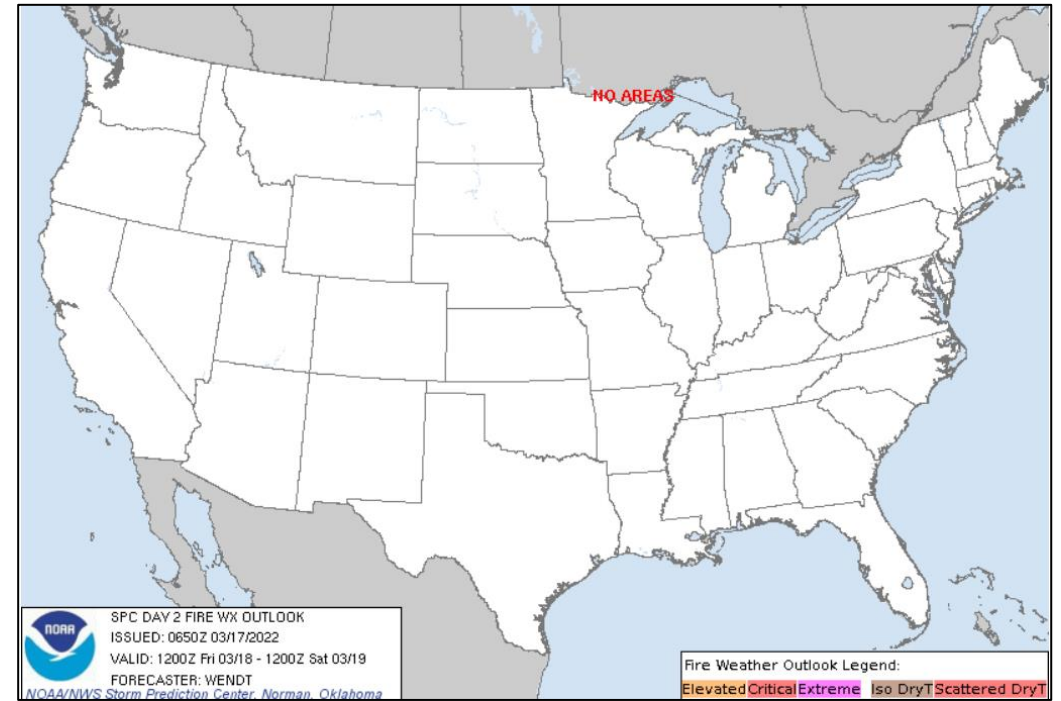 NO AREAS
NOAA
SPC DAY 2 FIRE WX OUTLOOK
ISSUED: 0650Z 03/17/2022
VALID: 1200Z Fri 03/18 - 1200Z Sat 03/19
FORECASTER: WENDT
NOAA/NWS Storm Prediction Center, Norman, Oklahoma
Fire Weather Outlook Legend:
Elevated Critical Extreme Iso DryT Scattered DryT